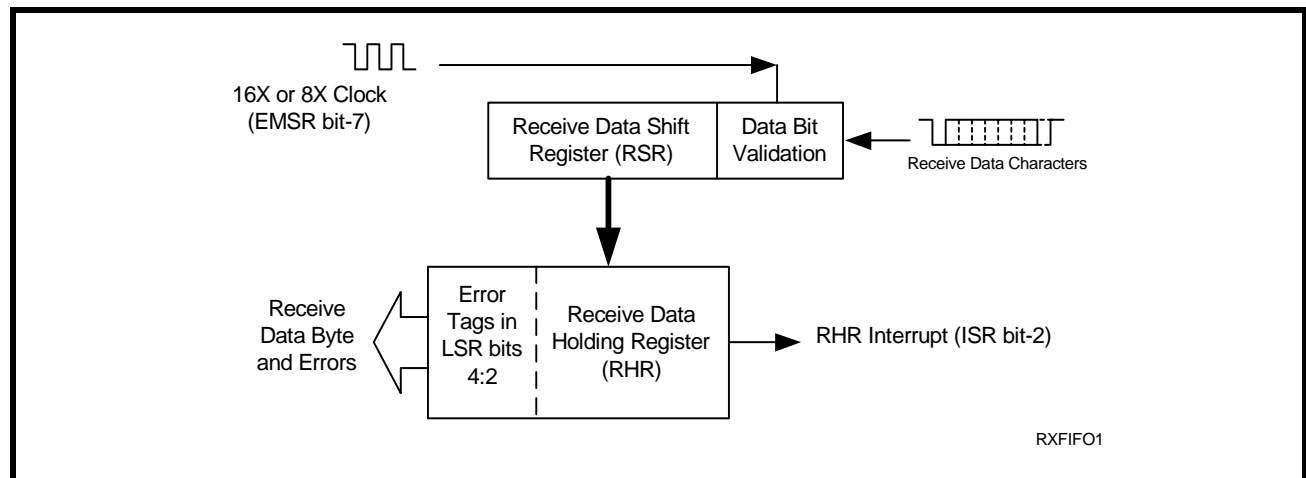 16X or 8X Clock
(EMSR bit-7)
Receive Data Shift
Register (RSR)
Data Bit
Validation
Receive Data Characters
Receive
Data Byte
and Errors
Error
Tags in
LSR bits
4:2
Receive Data
Holding Register
(RHR)
RHR Interrupt (ISR bit-2)
RXFIFO1